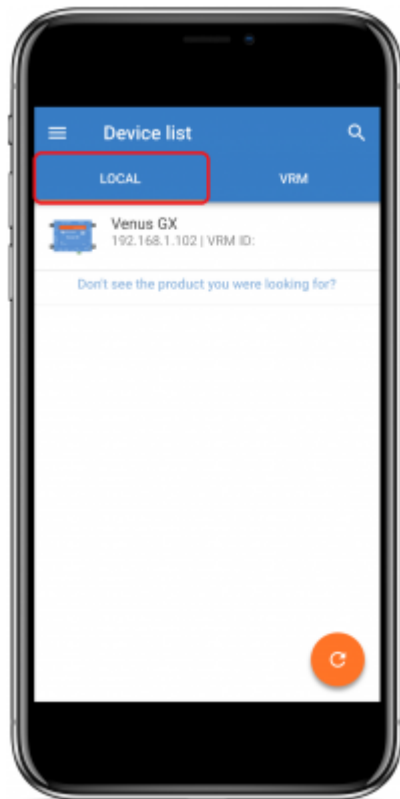 Device list
LOCAL
VRM
Venus GX
192.168.1.102 | VRM ID:
Don't see the product you were looking for?